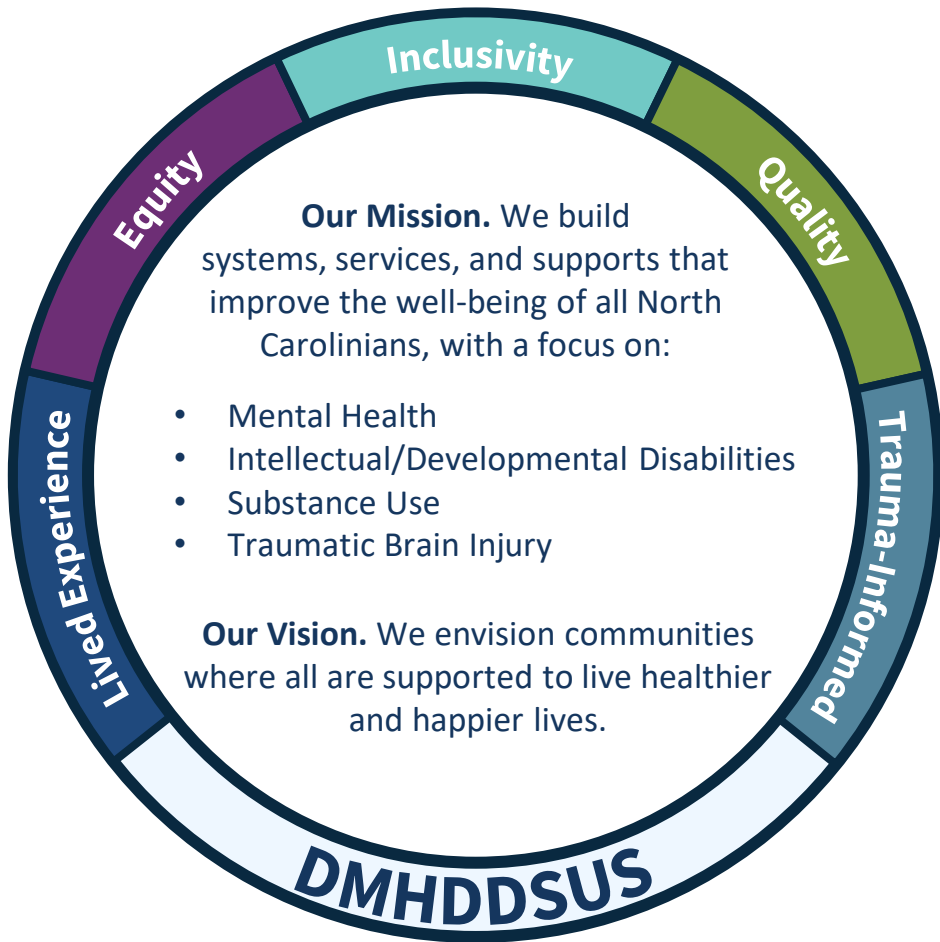 Inclusivity
Equity
Quality
Lived Experience
Trauma-Informed
Our Mission. We build
systems, services, and supports that
improve the well-being of all North
Carolinians, with a focus on:
• Mental Health
• Intellectual/Developmental Disabilities
• Substance Use
• Traumatic Brain Injury
Our Vision. We envision communities
where all are supported to live healthier
and happier lives.
DMHDDSUS